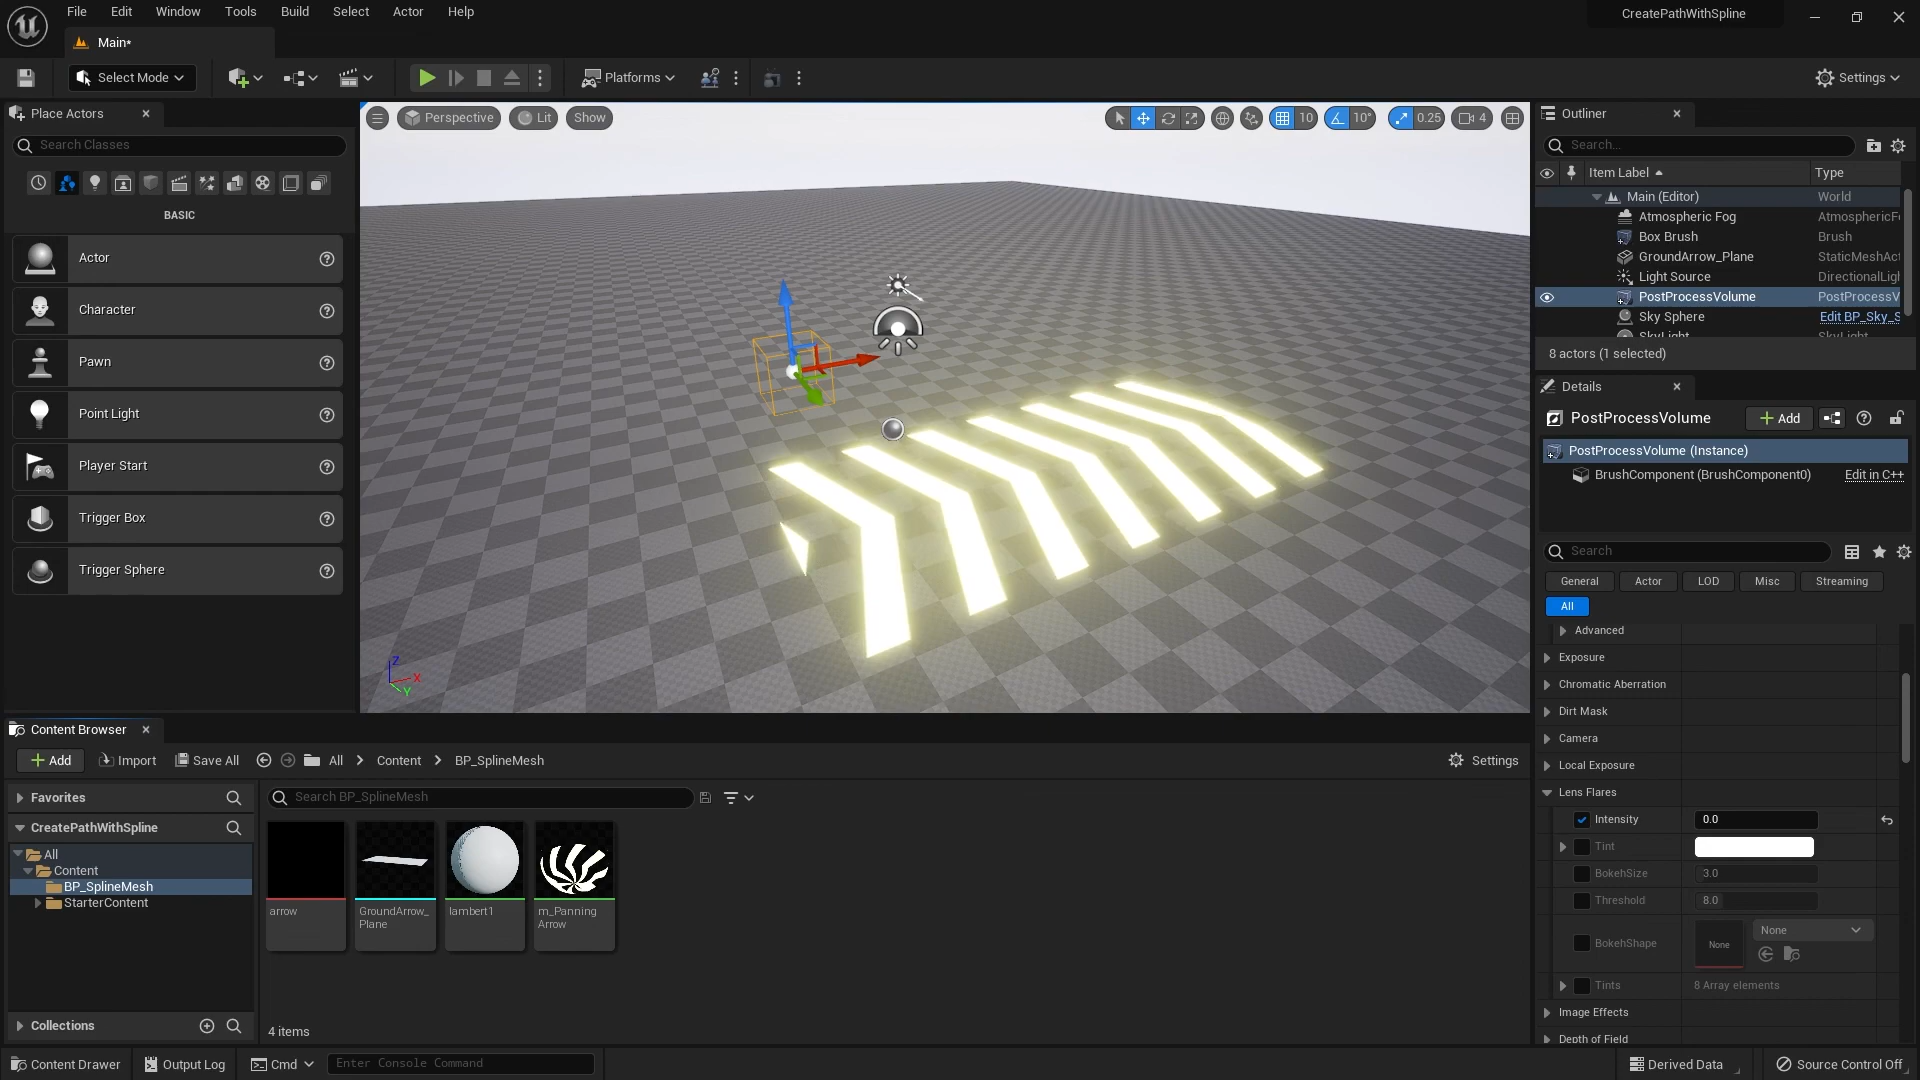 File Edit Window Tools Build Select Actor Help
CreatePathWithSpline
Main*
Select Mode
Platforms
Settings
Place Actors
Search Classes
BASIC
Actor
Character
Pawn
Point Light
Player Start
Trigger Box
Trigger Sphere
Perspective Lit Show
10 10° 0.25 4
Z
X
Y
Outliner
Search...
Item Label Type
Main (Editor) World
Atmospheric Fog AtmosphericF
Box Brush Brush
GroundArrow_Plane StaticMeshAct
Light Source DirectionalLigh
PostProcessVolume PostProcessV
Sky Sphere Edit BP_Sky_S
SkyLight SkyLight
8 actors (1 selected)
Details
PostProcessVolume
Add
PostProcessVolume (Instance)
BrushComponent (BrushComponent0) Edit in C++
Search
General Actor LOD Misc Streaming
All
Advanced
Exposure
Chromatic Aberration
Dirt Mask
Camera
Local Exposure
Lens Flares
Intensity 0.0
Tint
BokehSize 3.0
Threshold 8.0
BokehShape None None
Tints 8 Array elements
Image Effects
Depth of Field
Content Browser
Add Import Save All All Content BP_SplineMesh
Settings
Favorites
CreatePathWithSpline
All
Content
BP_SplineMesh
StarterContent
Collections
Search BP_SplineMesh
arrow
GroundArrow_
Plane
lambert1
m_Panning
Arrow
4 items
Content Drawer Output Log Cmd Enter Console Command
Derived Data Source Control Off